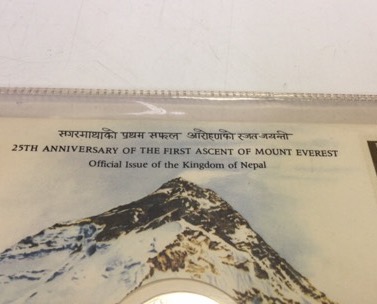 सगरमाथाको प्रथम सफल आरोहणको रजत-जयन्ती
25TH ANNIVERSARY OF THE FIRST ASCENT OF MOUNT EVEREST
Official Issue of the Kingdom of Nepal